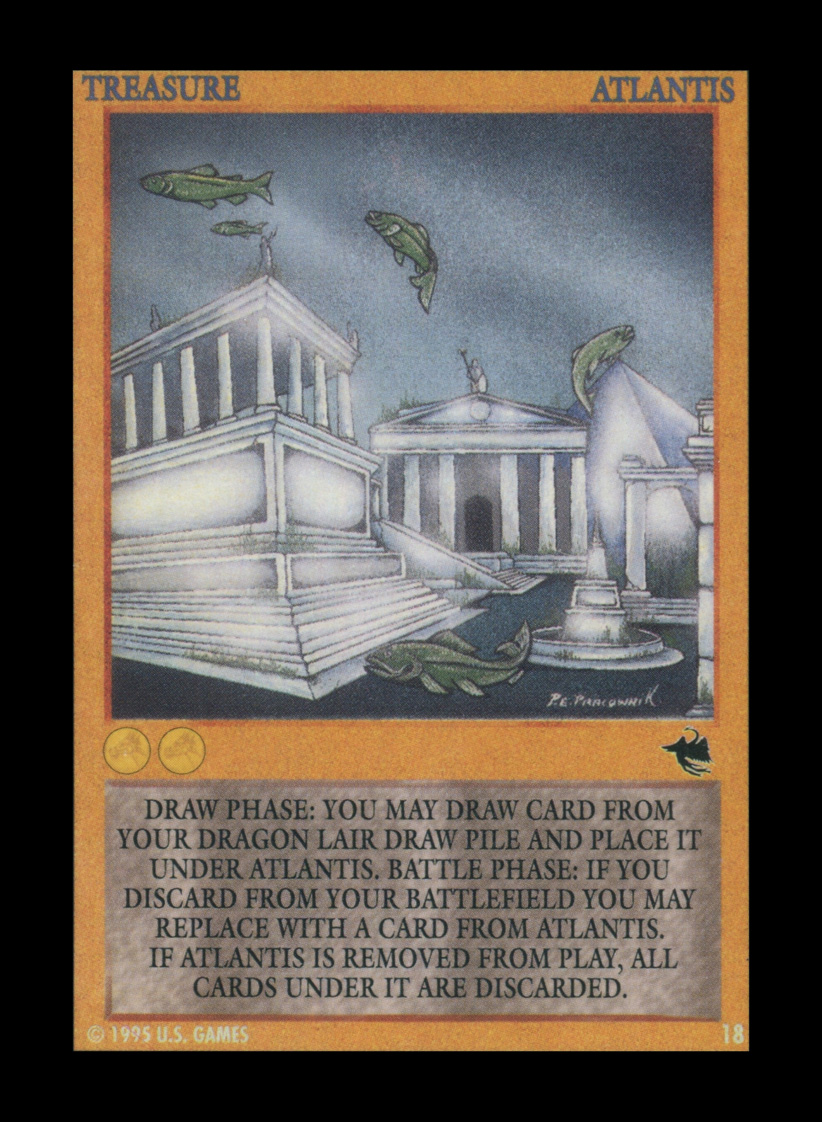 TREASURE ATLANTIS
P.E. PRACOWNIK
DRAW PHASE: YOU MAY DRAW CARD FROM
YOUR DRAGON LAIR DRAW PILE AND PLACE IT
UNDER ATLANTIS. BATTLE PHASE: IF YOU
DISCARD FROM YOUR BATTLEFIELD YOU MAY
REPLACE WITH A CARD FROM ATLANTIS.
IF ATLANTIS IS REMOVED FROM PLAY, ALL
CARDS UNDER IT ARE DISCARDED.
© 1995 U.S. GAMES 18